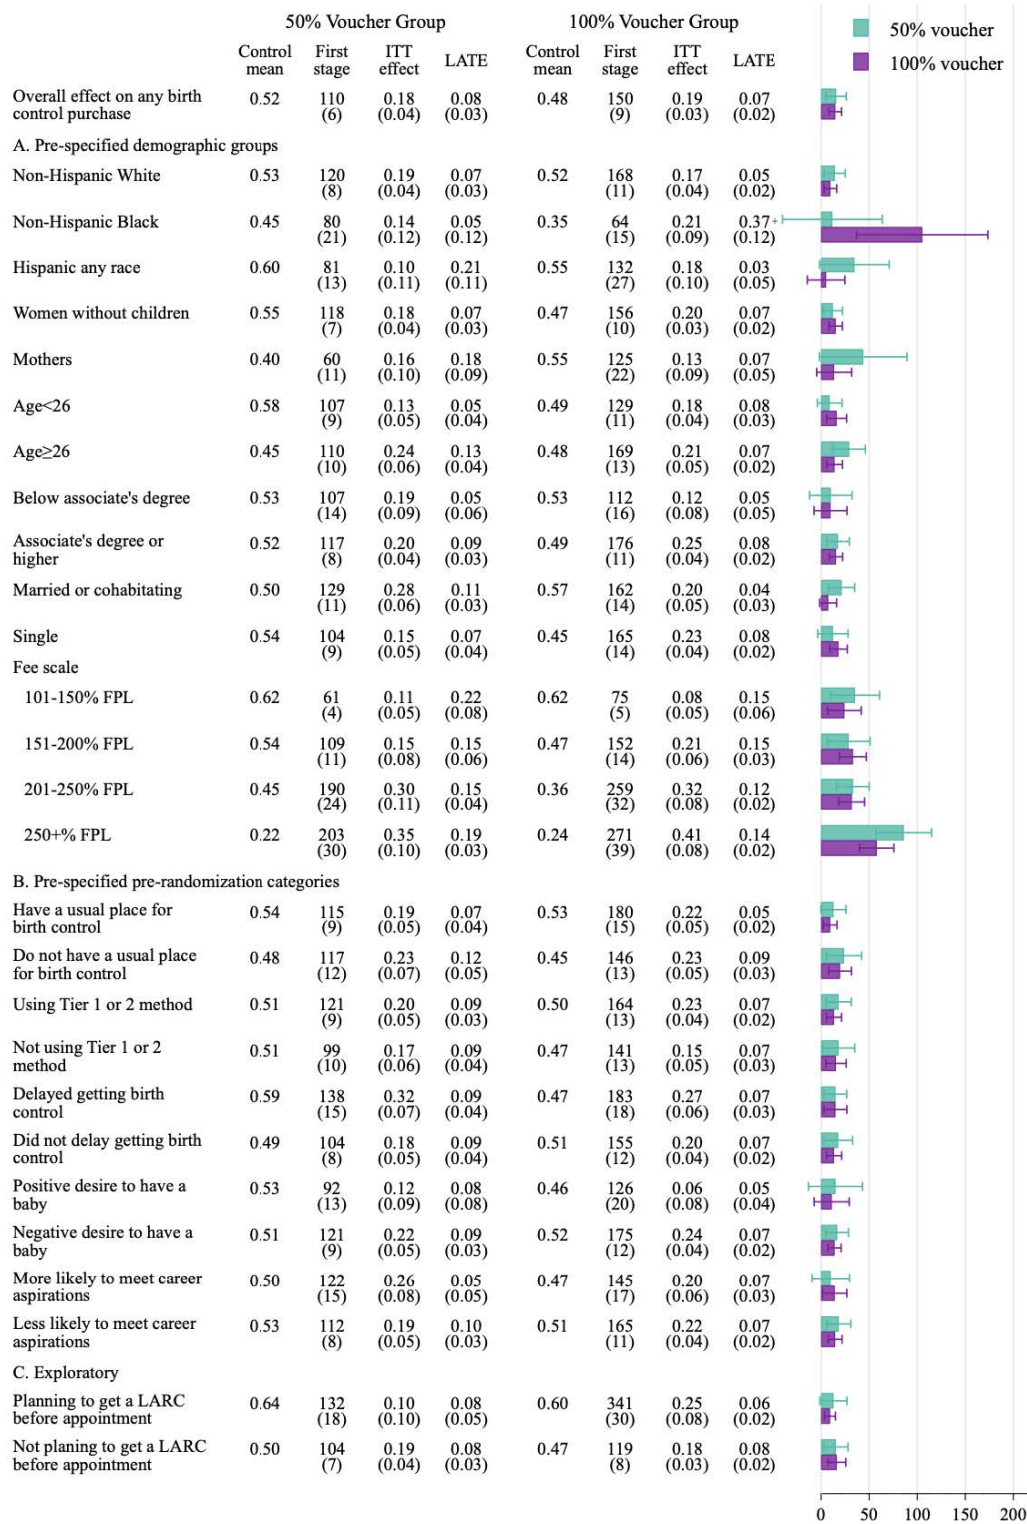 50% Voucher Group 100% Voucher Group
50% voucher
100% voucher
Control mean First stage ITT effect LATE Control mean First stage ITT effect LATE
Overall effect on any birth control purchase 0.52 110 0.18 0.08 0.48 150 0.19 0.07
(6) (0.04) (0.03) (9) (0.03) (0.02)
A. Pre-specified demographic groups
Non-Hispanic White 0.53 120 0.19 0.07 0.52 168 0.17 0.05
(8) (0.04) (0.03) (11) (0.04) (0.02)
Non-Hispanic Black 0.45 80 0.14 0.05 0.35 64 0.21 0.37+
(21) (0.12) (0.12) (15) (0.09) (0.12)
Hispanic any race 0.60 81 0.10 0.21 0.55 132 0.18 0.03
(13) (0.11) (0.11) (27) (0.10) (0.05)
Women without children 0.55 118 0.18 0.07 0.47 156 0.20 0.07
(7) (0.04) (0.03) (10) (0.03) (0.02)
Mothers 0.40 60 0.16 0.18 0.55 125 0.13 0.07
(11) (0.10) (0.09) (22) (0.09) (0.05)
Age<26 0.58 107 0.13 0.05 0.49 129 0.18 0.08
(9) (0.05) (0.04) (11) (0.04) (0.03)
Age≥26 0.45 110 0.24 0.13 0.48 169 0.21 0.07
(10) (0.06) (0.04) (13) (0.05) (0.02)
Below associate's degree 0.53 107 0.19 0.05 0.53 112 0.12 0.05
(14) (0.09) (0.06) (16) (0.08) (0.05)
Associate's degree or higher 0.52 117 0.20 0.09 0.49 176 0.25 0.08
(8) (0.04) (0.03) (11) (0.04) (0.02)
Married or cohabitating 0.50 129 0.28 0.11 0.57 162 0.20 0.04
(11) (0.06) (0.03) (14) (0.05) (0.03)
Single 0.54 104 0.15 0.07 0.45 165 0.23 0.08
(9) (0.05) (0.04) (14) (0.04) (0.02)
Fee scale
101-150% FPL 0.62 61 0.11 0.22 0.62 75 0.08 0.15
(4) (0.05) (0.08) (5) (0.05) (0.06)
151-200% FPL 0.54 109 0.15 0.15 0.47 152 0.21 0.15
(11) (0.08) (0.06) (14) (0.06) (0.03)
201-250% FPL 0.45 190 0.30 0.15 0.36 259 0.32 0.12
(24) (0.11) (0.04) (32) (0.08) (0.02)
250+% FPL 0.22 203 0.35 0.19 0.24 271 0.41 0.14
(30) (0.10) (0.03) (39) (0.08) (0.02)
B. Pre-specified pre-randomization categories
Have a usual place for birth control 0.54 115 0.19 0.07 0.53 180 0.22 0.05
(9) (0.05) (0.04) (15) (0.05) (0.02)
Do not have a usual place for birth control 0.48 117 0.23 0.12 0.45 146 0.23 0.09
(12) (0.07) (0.05) (13) (0.05) (0.03)
Using Tier 1 or 2 method 0.51 121 0.20 0.09 0.50 164 0.23 0.07
(9) (0.05) (0.03) (13) (0.04) (0.02)
Not using Tier 1 or 2 method 0.51 99 0.17 0.09 0.47 141 0.15 0.07
(10) (0.06) (0.04) (13) (0.05) (0.03)
Delayed getting birth control 0.59 138 0.32 0.09 0.47 183 0.27 0.07
(15) (0.07) (0.04) (18) (0.06) (0.03)
Did not delay getting birth control 0.49 104 0.18 0.09 0.51 155 0.20 0.07
(8) (0.05) (0.04) (12) (0.04) (0.02)
Positive desire to have a baby 0.53 92 0.12 0.08 0.46 126 0.06 0.05
(13) (0.09) (0.08) (20) (0.08) (0.04)
Negative desire to have a baby 0.51 121 0.22 0.09 0.52 175 0.24 0.07
(9) (0.05) (0.03) (12) (0.04) (0.02)
More likely to meet career aspirations 0.50 122 0.26 0.05 0.47 145 0.20 0.07
(15) (0.08) (0.05) (17) (0.06) (0.03)
Less likely to meet career aspirations 0.53 112 0.19 0.10 0.51 165 0.22 0.07
(8) (0.05) (0.03) (11) (0.04) (0.02)
C. Exploratory
Planning to get a LARC before appointment 0.64 132 0.10 0.08 0.60 341 0.25 0.06
(18) (0.10) (0.05) (30) (0.08) (0.02)
Not planing to get a LARC before appointment 0.50 104 0.19 0.08 0.47 119 0.18 0.08
(7) (0.04) (0.03) (8) (0.03) (0.02)
0 50 100 150 200